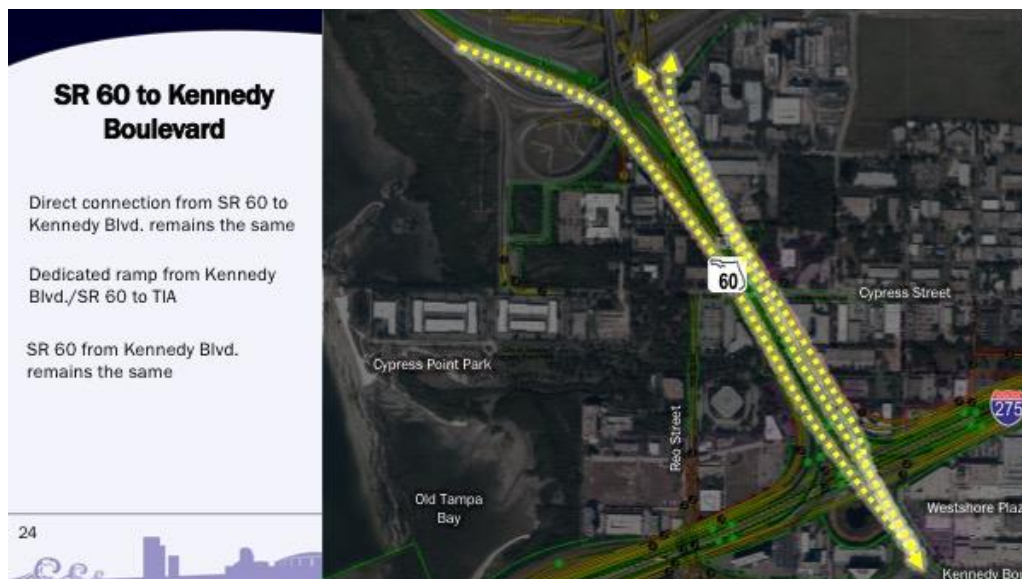 SR 60 to Kennedy
Boulevard
Direct connection from SR 60 to
Kennedy Blvd. remains the same
Dedicated ramp from Kennedy
Blvd./SR 60 to TIA
SR 60 from Kennedy Blvd.
remains the same
24
60
Cypress Street
Cypress Point Park
Reo Street
275
Old Tampa
Bay
Westshore Plaz
Kennedy Bou